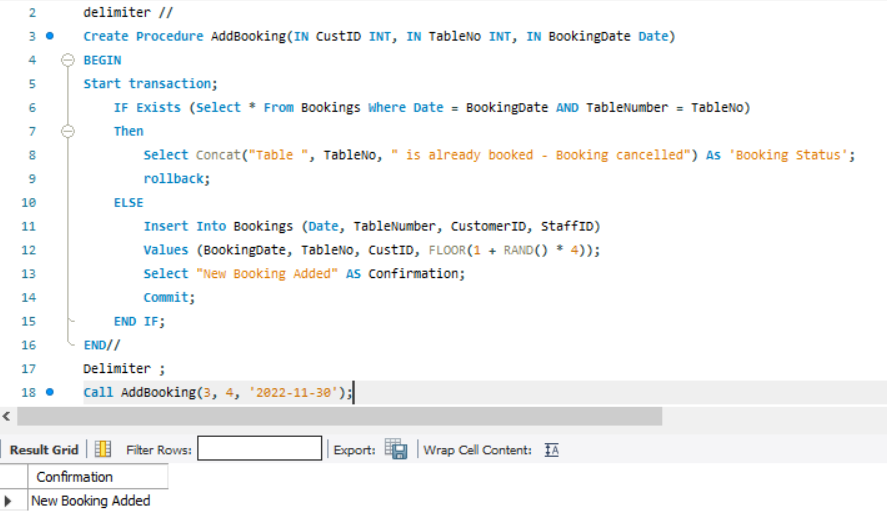 2 delimiter //
3 Create Procedure AddBooking(IN CustID INT, IN TableNo INT, IN BookingDate Date)
4 BEGIN
5 Start transaction;
6 IF Exists (Select * From Bookings Where Date = BookingDate AND TableNumber = TableNo)
7 Then
8 Select Concat("Table ", TableNo, " is already booked - Booking cancelled") As 'Booking Status';
9 rollback;
10 ELSE
11 Insert Into Bookings (Date, TableNumber, CustomerID, StaffID)
12 Values (BookingDate, TableNo, CustID, FLOOR(1 + RAND() * 4));
13 Select "New Booking Added" AS Confirmation;
14 Commit;
15 END IF;
16 END//
17 Delimiter ;
18 Call AddBooking(3, 4, '2022-11-30');
Result Grid Filter Rows: Export: Wrap Cell Content:
Confirmation
New Booking Added